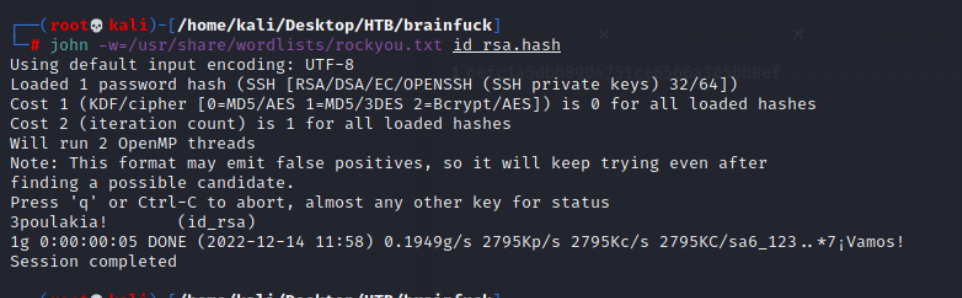 (root💀kali)-[/home/kali/Desktop/HTB/brainfuck]
# john -w=/usr/share/wordlists/rockyou.txt id_rsa.hash
Using default input encoding: UTF-8
Loaded 1 password hash (SSH [RSA/DSA/EC/OPENSSH (SSH private keys) 32/64])
Cost 1 (KDF/cipher [0=MD5/AES 1=MD5/3DES 2=Bcrypt/AES]) is 0 for all loaded hashes
Cost 2 (iteration count) is 1 for all loaded hashes
Will run 2 OpenMP threads
Note: This format may emit false positives, so it will keep trying even after
finding a possible candidate.
Press 'q' or Ctrl-C to abort, almost any other key for status
3poulakia!       (id_rsa)
1g 0:00:00:05 DONE (2022-12-14 11:58) 0.1949g/s 2795Kp/s 2795Kc/s 2795KC/sa6_123..*7¡Vamos!
Session completed
(root💀kali)-[/home/kali/Desktop/HTB/brainfuck]